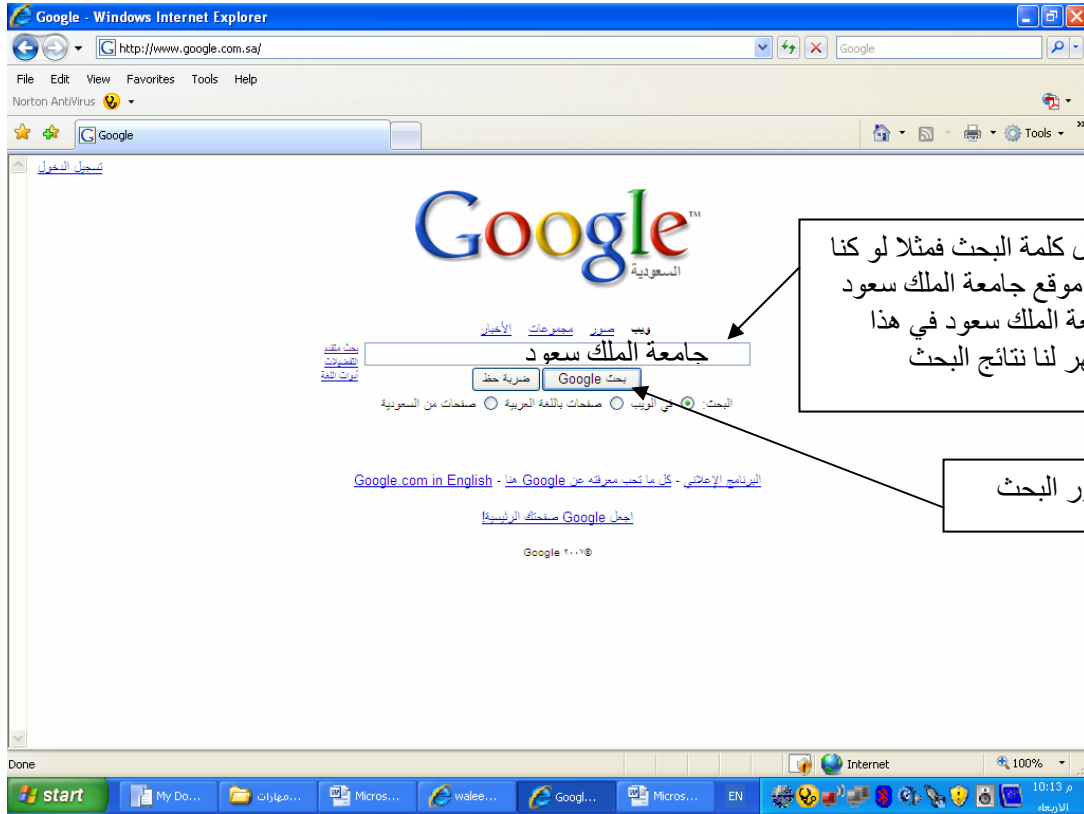 Google - Windows Internet Explorer
http://www.google.com.sa/
Google
File Edit View Favorites Tools Help
Norton AntiVirus
Google
Tools
تسجيل الدخول
Google™
السعودية
ويب صور مجموعات الأخبار
جامعة الملك سعود
بحث متقدم
التفضيلات
أدوات اللغة
بحث Google ضربة حظ
البحث: في الويب صفحات باللغة العربية صفحات من السعودية
كلمة البحث فمثلا لو كنا
موقع جامعة الملك سعود
الملك سعود في هذا
لنا نتائج البحث
البحث
البرنامج الإعلاني - كل ما تحب معرفته عن Google هنا - Google.com in English
اجعل Google صفحتك الرئيسية!
©٢٠٠٧ Google
Done
Internet
100%
start
My Do...
مهارات...
Micros...
walee...
Googl...
Micros...
EN
10:13 م
الاربعاء